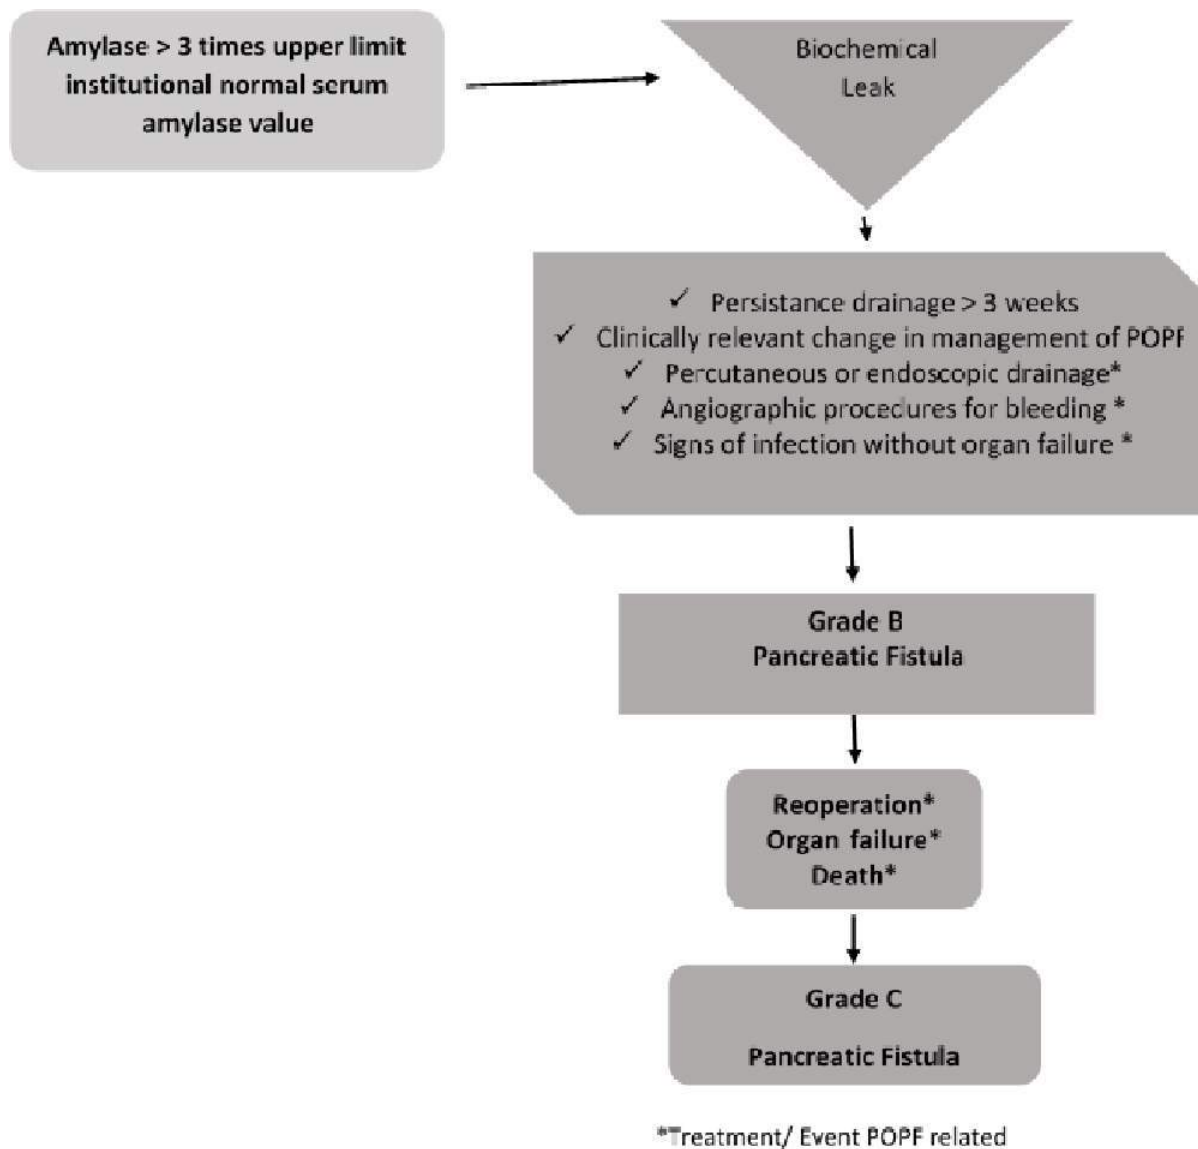 Amylase > 3 times upper limit
institutional normal serum
amylase value
Biochemical
Leak
✓ Persistance drainage > 3 weeks
✓ Clinically relevant change in management of POPF
✓ Percutaneous or endoscopic drainage*
✓ Angiographic procedures for bleeding *
✓ Signs of infection without organ failure *
Grade B
Pancreatic Fistula
Reoperation*
Organ failure*
Death*
Grade C
Pancreatic Fistula
*Treatment/ Event POPF related